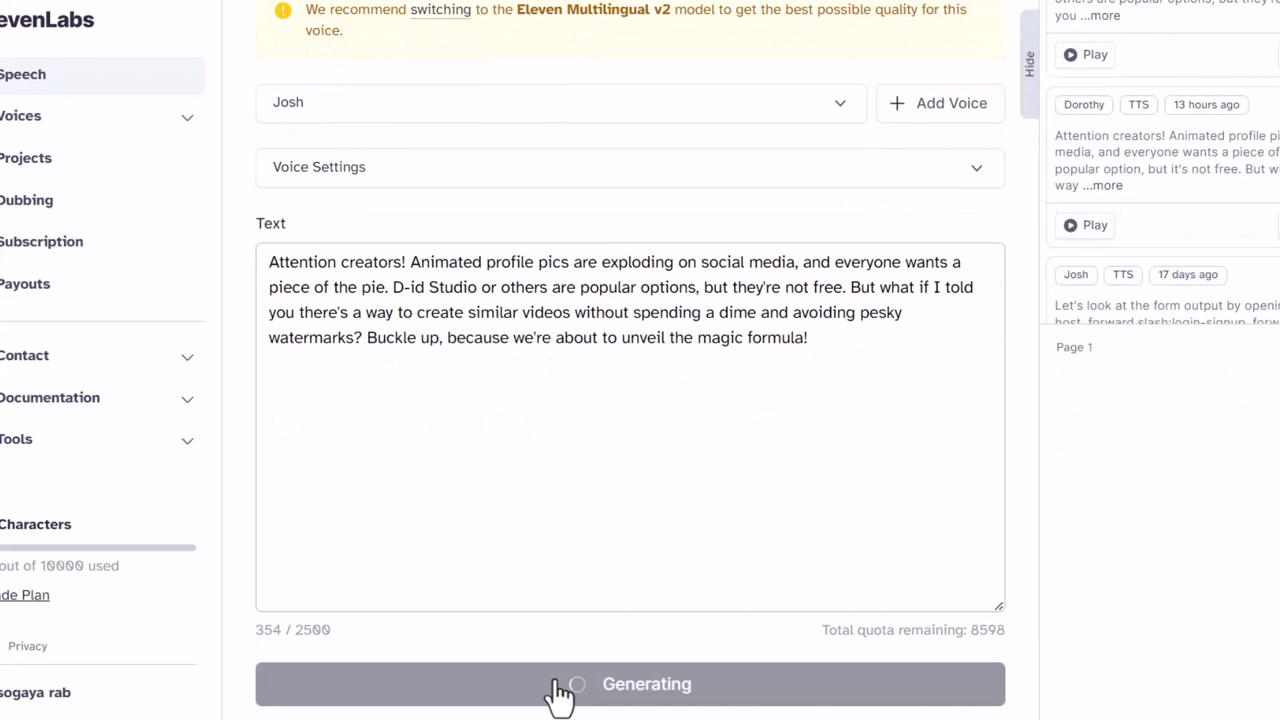 evenLabs
Speech
Voices
Projects
Dubbing
Subscription
Payouts
Contact
Documentation
Tools
Characters
out of 10000 used
de Plan
Privacy
sogaya rab
We recommend switching to the Eleven Multilingual v2 model to get the best possible quality for this
voice.
Josh
+ Add Voice
Voice Settings
Text
Attention creators! Animated profile pics are exploding on social media, and everyone wants a
piece of the pie. D-id Studio or others are popular options, but they're not free. But what if I told
you there's a way to create similar videos without spending a dime and avoiding pesky
watermarks? Buckle up, because we're about to unveil the magic formula!
354 / 2500
Total quota remaining: 8598
Generating
Hide
you ...more
Play
Dorothy TTS 13 hours ago
Attention creators! Animated profile pi
media, and everyone wants a piece of
popular option, but it's not free. But w
way ...more
Play
Josh TTS 17 days ago
Let's look at the form output by openi
host, forward slash:login-signup, forward
Page 1